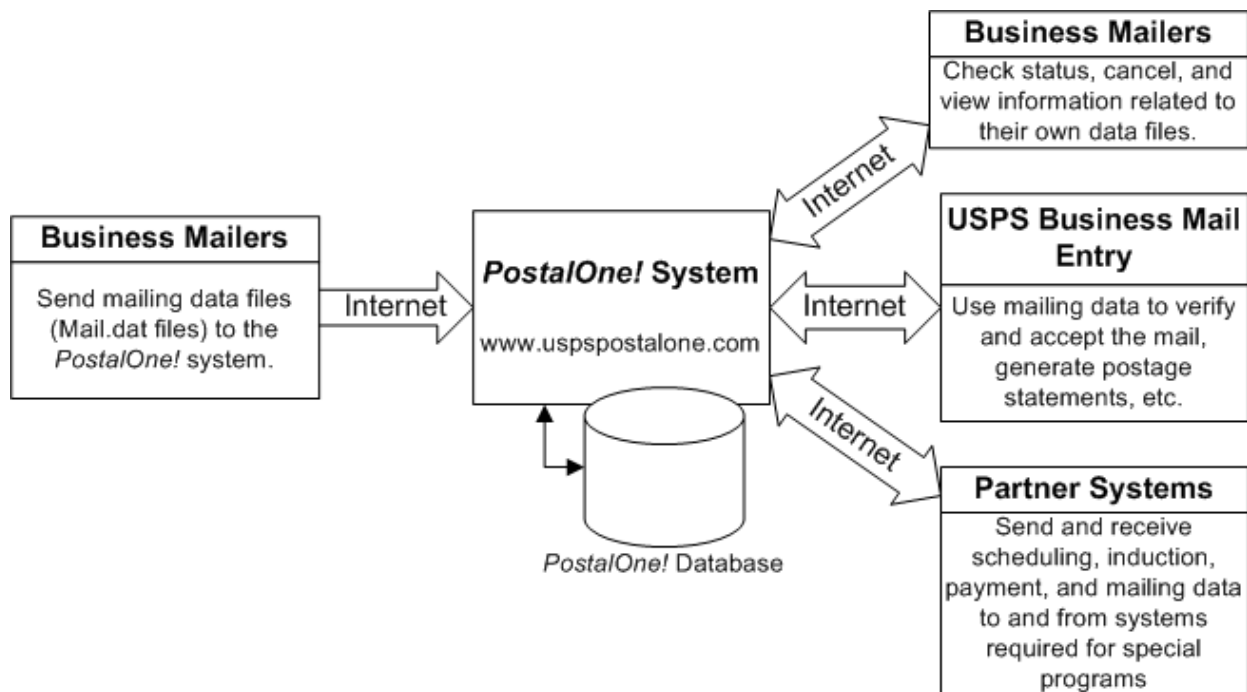 Business Mailers
Send mailing data files
(Mail.dat files) to the
PostalOne! system.
Internet
PostalOne! System
www.uspspostalone.com
PostalOne! Database
Internet
Business Mailers
Check status, cancel, and
view information related to
their own data files.
Internet
USPS Business Mail
Entry
Use mailing data to verify
and accept the mail,
generate postage
statements, etc.
Internet
Partner Systems
Send and receive
scheduling, induction,
payment, and mailing data
to and from systems
required for special
programs